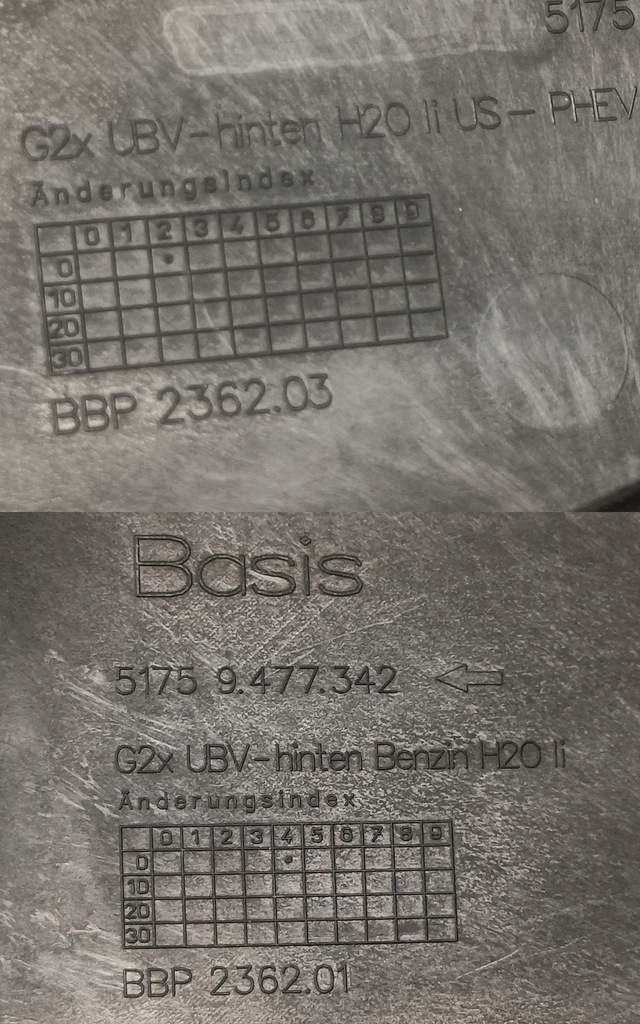 5175
G2x UBV-hinten H20 li US - PHEV
Änderungsindex
0 1 2 3 4 5 6 7 8 9
0
10
20
30
BBP 2362.03
Basis
5175 9.477.342
G2x UBV-hinten Benzin H20 li
Änderungsindex
0 1 2 3 4 5 6 7 8 9
0
10
20
30
BBP 2362.01